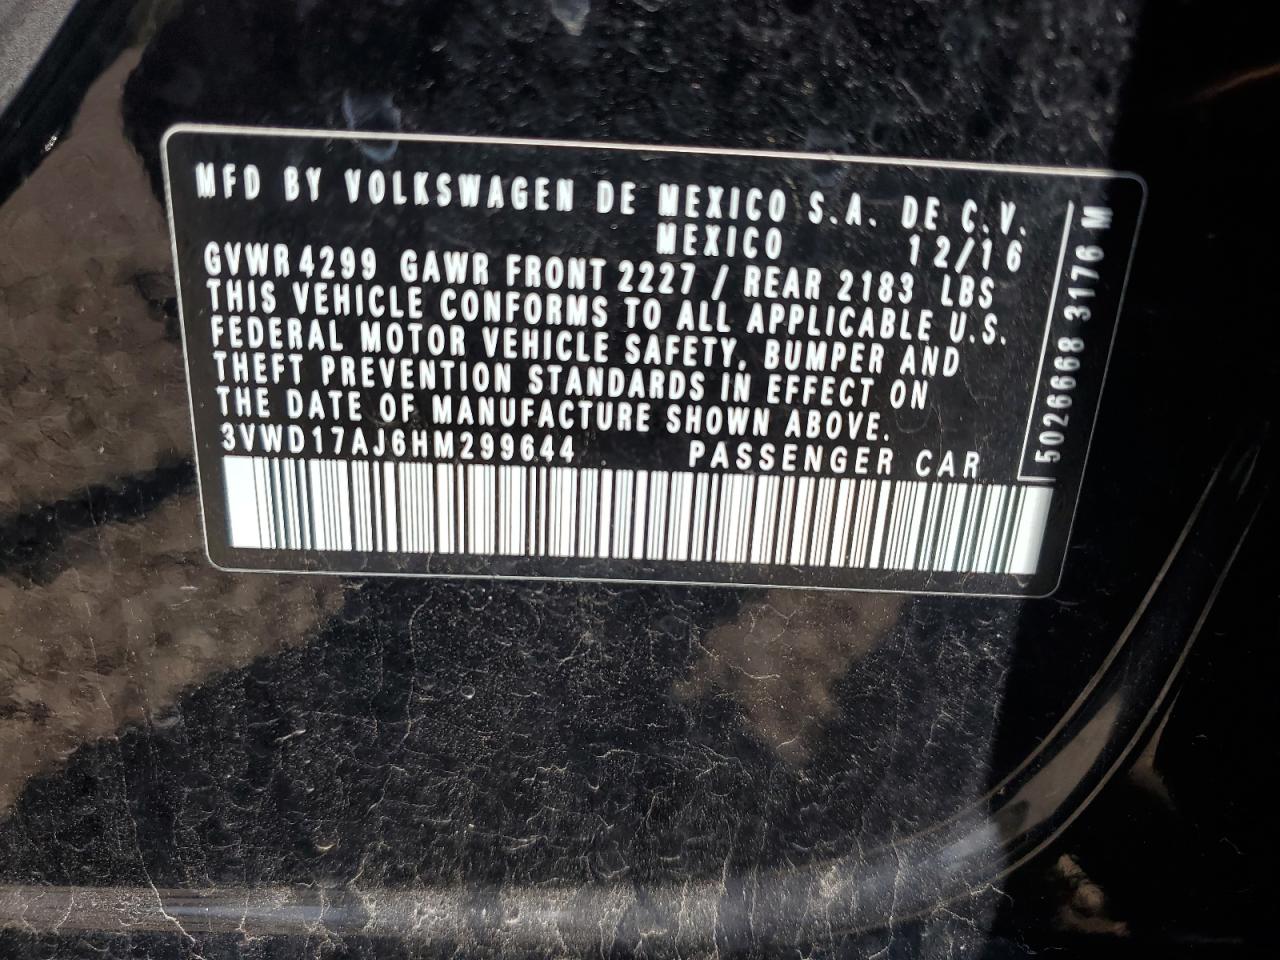 MFD BY VOLKSWAGEN DE MEXICO S.A. DE C.V.
MEXICO 12/16
GVWR 4299 GAWR FRONT 2227 / REAR 2183 LBS
THIS VEHICLE CONFORMS TO ALL APPLICABLE U.S.
FEDERAL MOTOR VEHICLE SAFETY, BUMPER AND
THEFT PREVENTION STANDARDS IN EFFECT ON
THE DATE OF MANUFACTURE SHOWN ABOVE.
3VWD17AJ6HM299644 PASSENGER CAR
5026668 3176 M